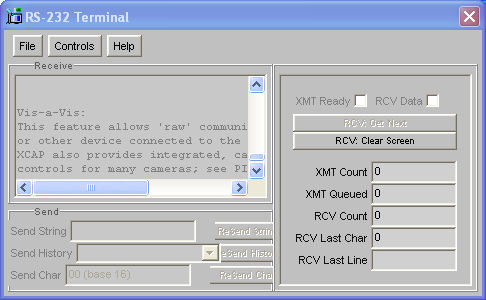 RS-232 Terminal
File Controls Help
Receive
Vis-a-Vis:
This feature allows 'raw' communi
or other device connected to the
XCAP also provides integrated, ca
controls for many cameras; see PI
XMT Ready RCV Data
RCV: Get Next
RCV: Clear Screen
XMT Count 0
XMT Queued 0
RCV Count 0
RCV Last Char 0
RCV Last Line
Send
Send String ReSend Strin
Send History ReSend Histo
Send Char 00 (base 16) ReSend Cha